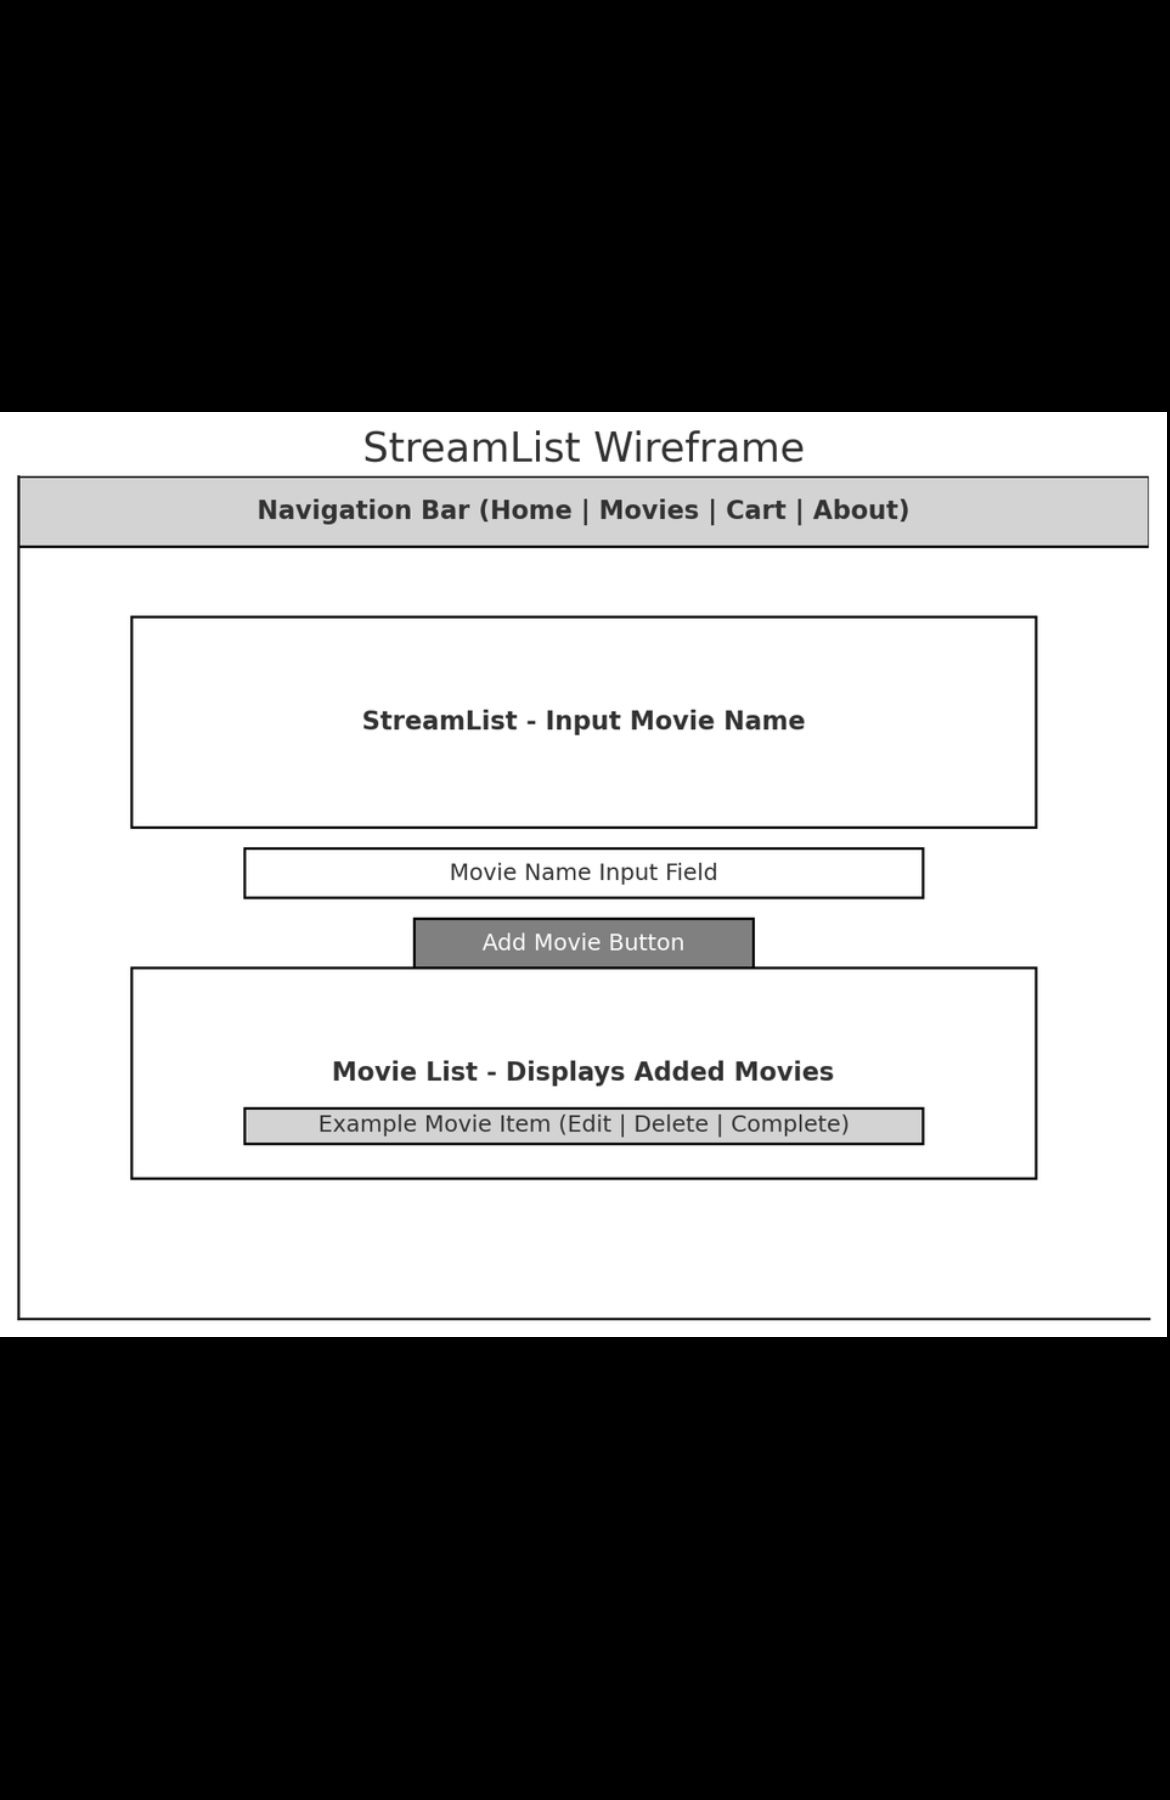 StreamList Wireframe
Navigation Bar (Home | Movies | Cart | About)
StreamList - Input Movie Name
Movie Name Input Field
Add Movie Button
Movie List - Displays Added Movies
Example Movie Item (Edit | Delete | Complete)